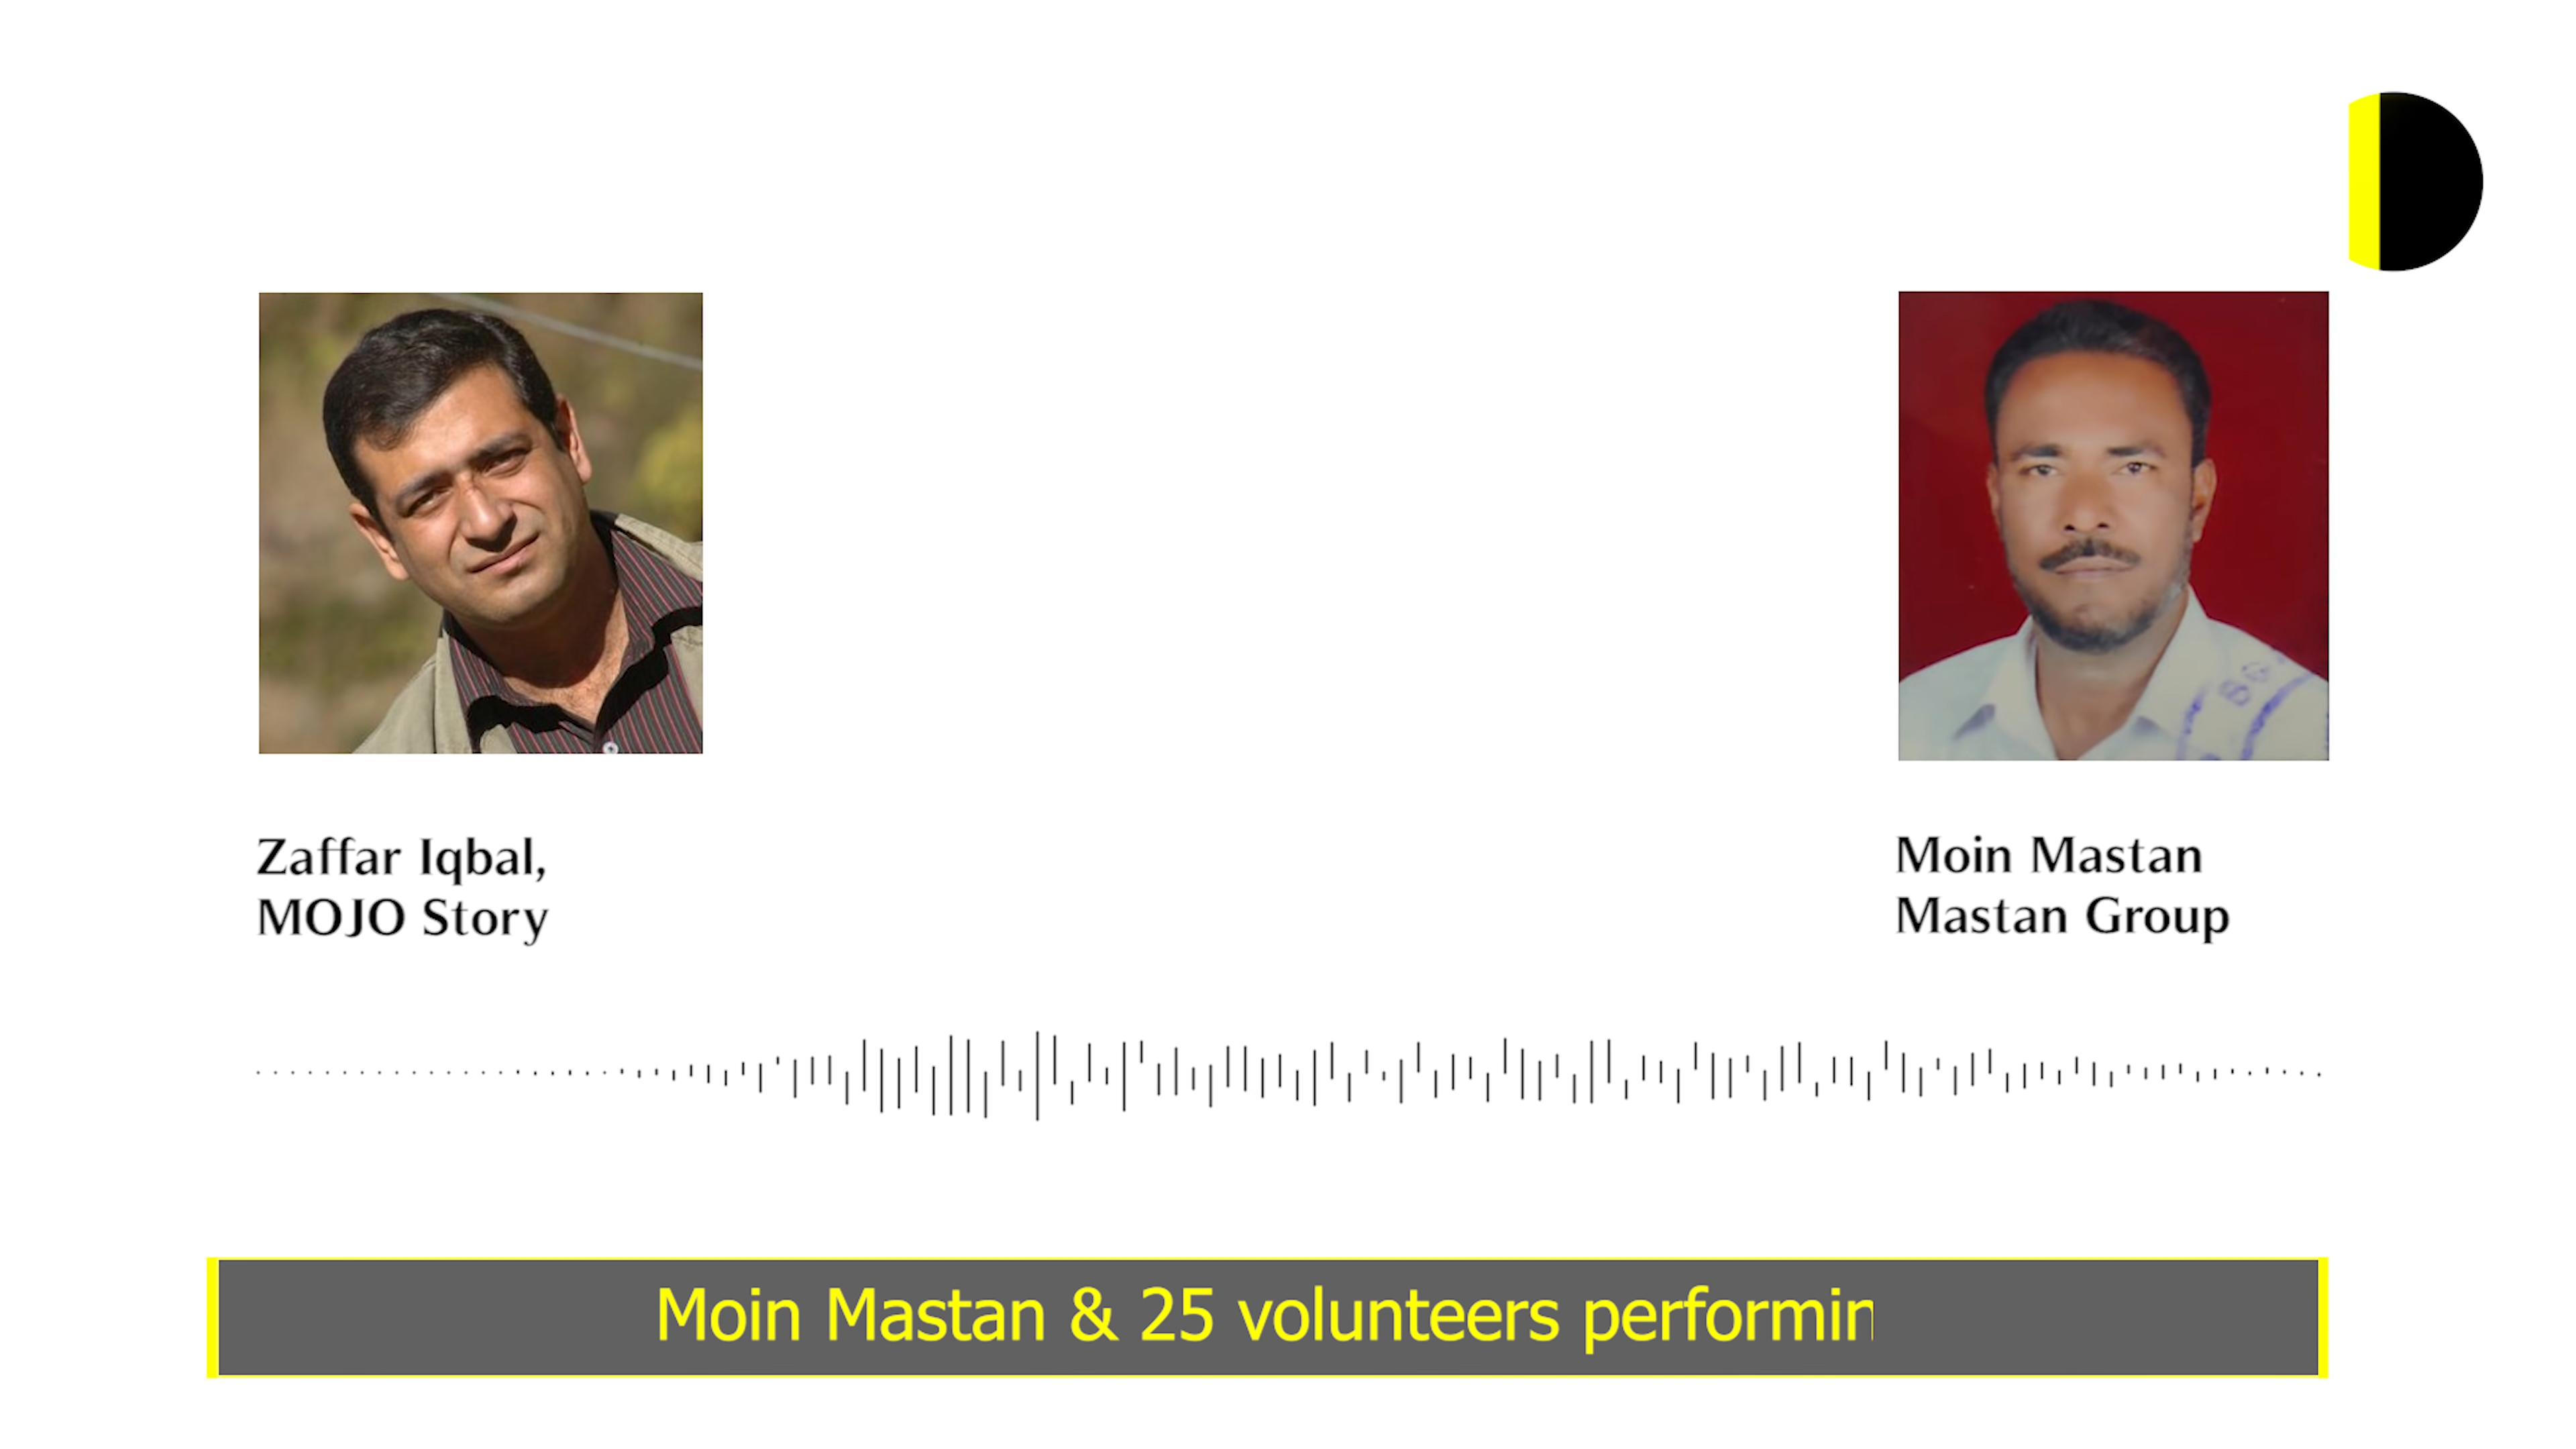 Zaffar Iqbal,
MOJO Story
Moin Mastan
Mastan Group
Moin Mastan & 25 volunteers performin